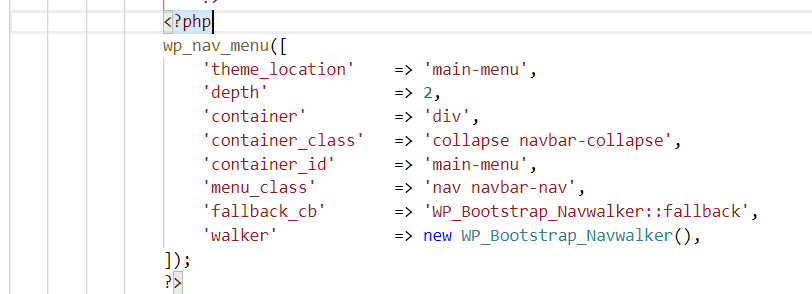 <?php
wp_nav_menu([
'theme_location' => 'main-menu',
'depth' => 2,
'container' => 'div',
'container_class' => 'collapse navbar-collapse',
'container_id' => 'main-menu',
'menu_class' => 'nav navbar-nav',
'fallback_cb' => 'WP_Bootstrap_Navwalker::fallback',
'walker' => new WP_Bootstrap_Navwalker(),
]);
?>